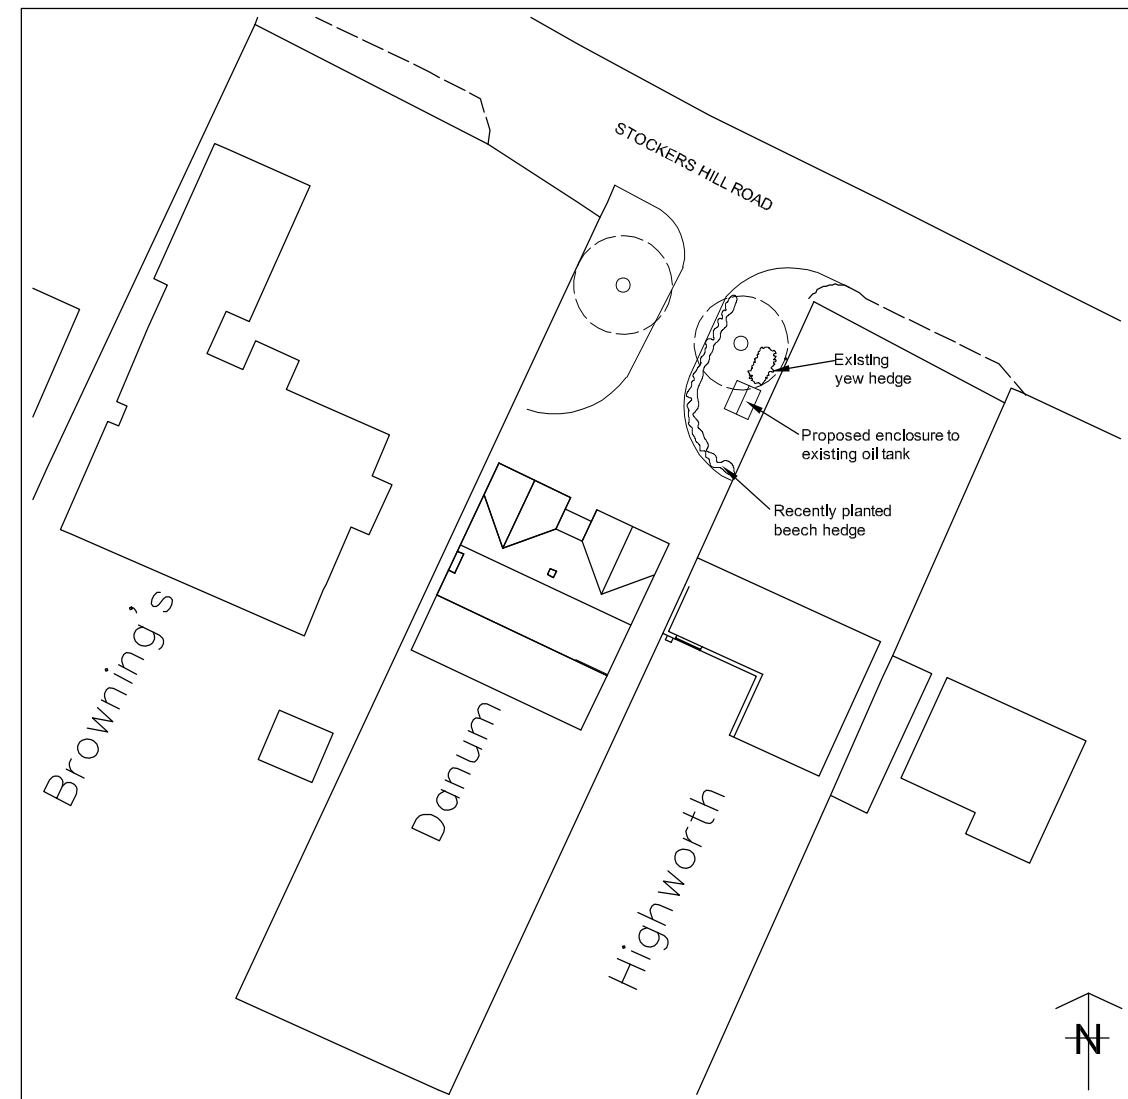 STOCKERS HILL ROAD
Existing
yew hedge
Proposed enclosure to
existing oil tank
Recently planted
beech hedge
Browning's
Danum
Highworth
N